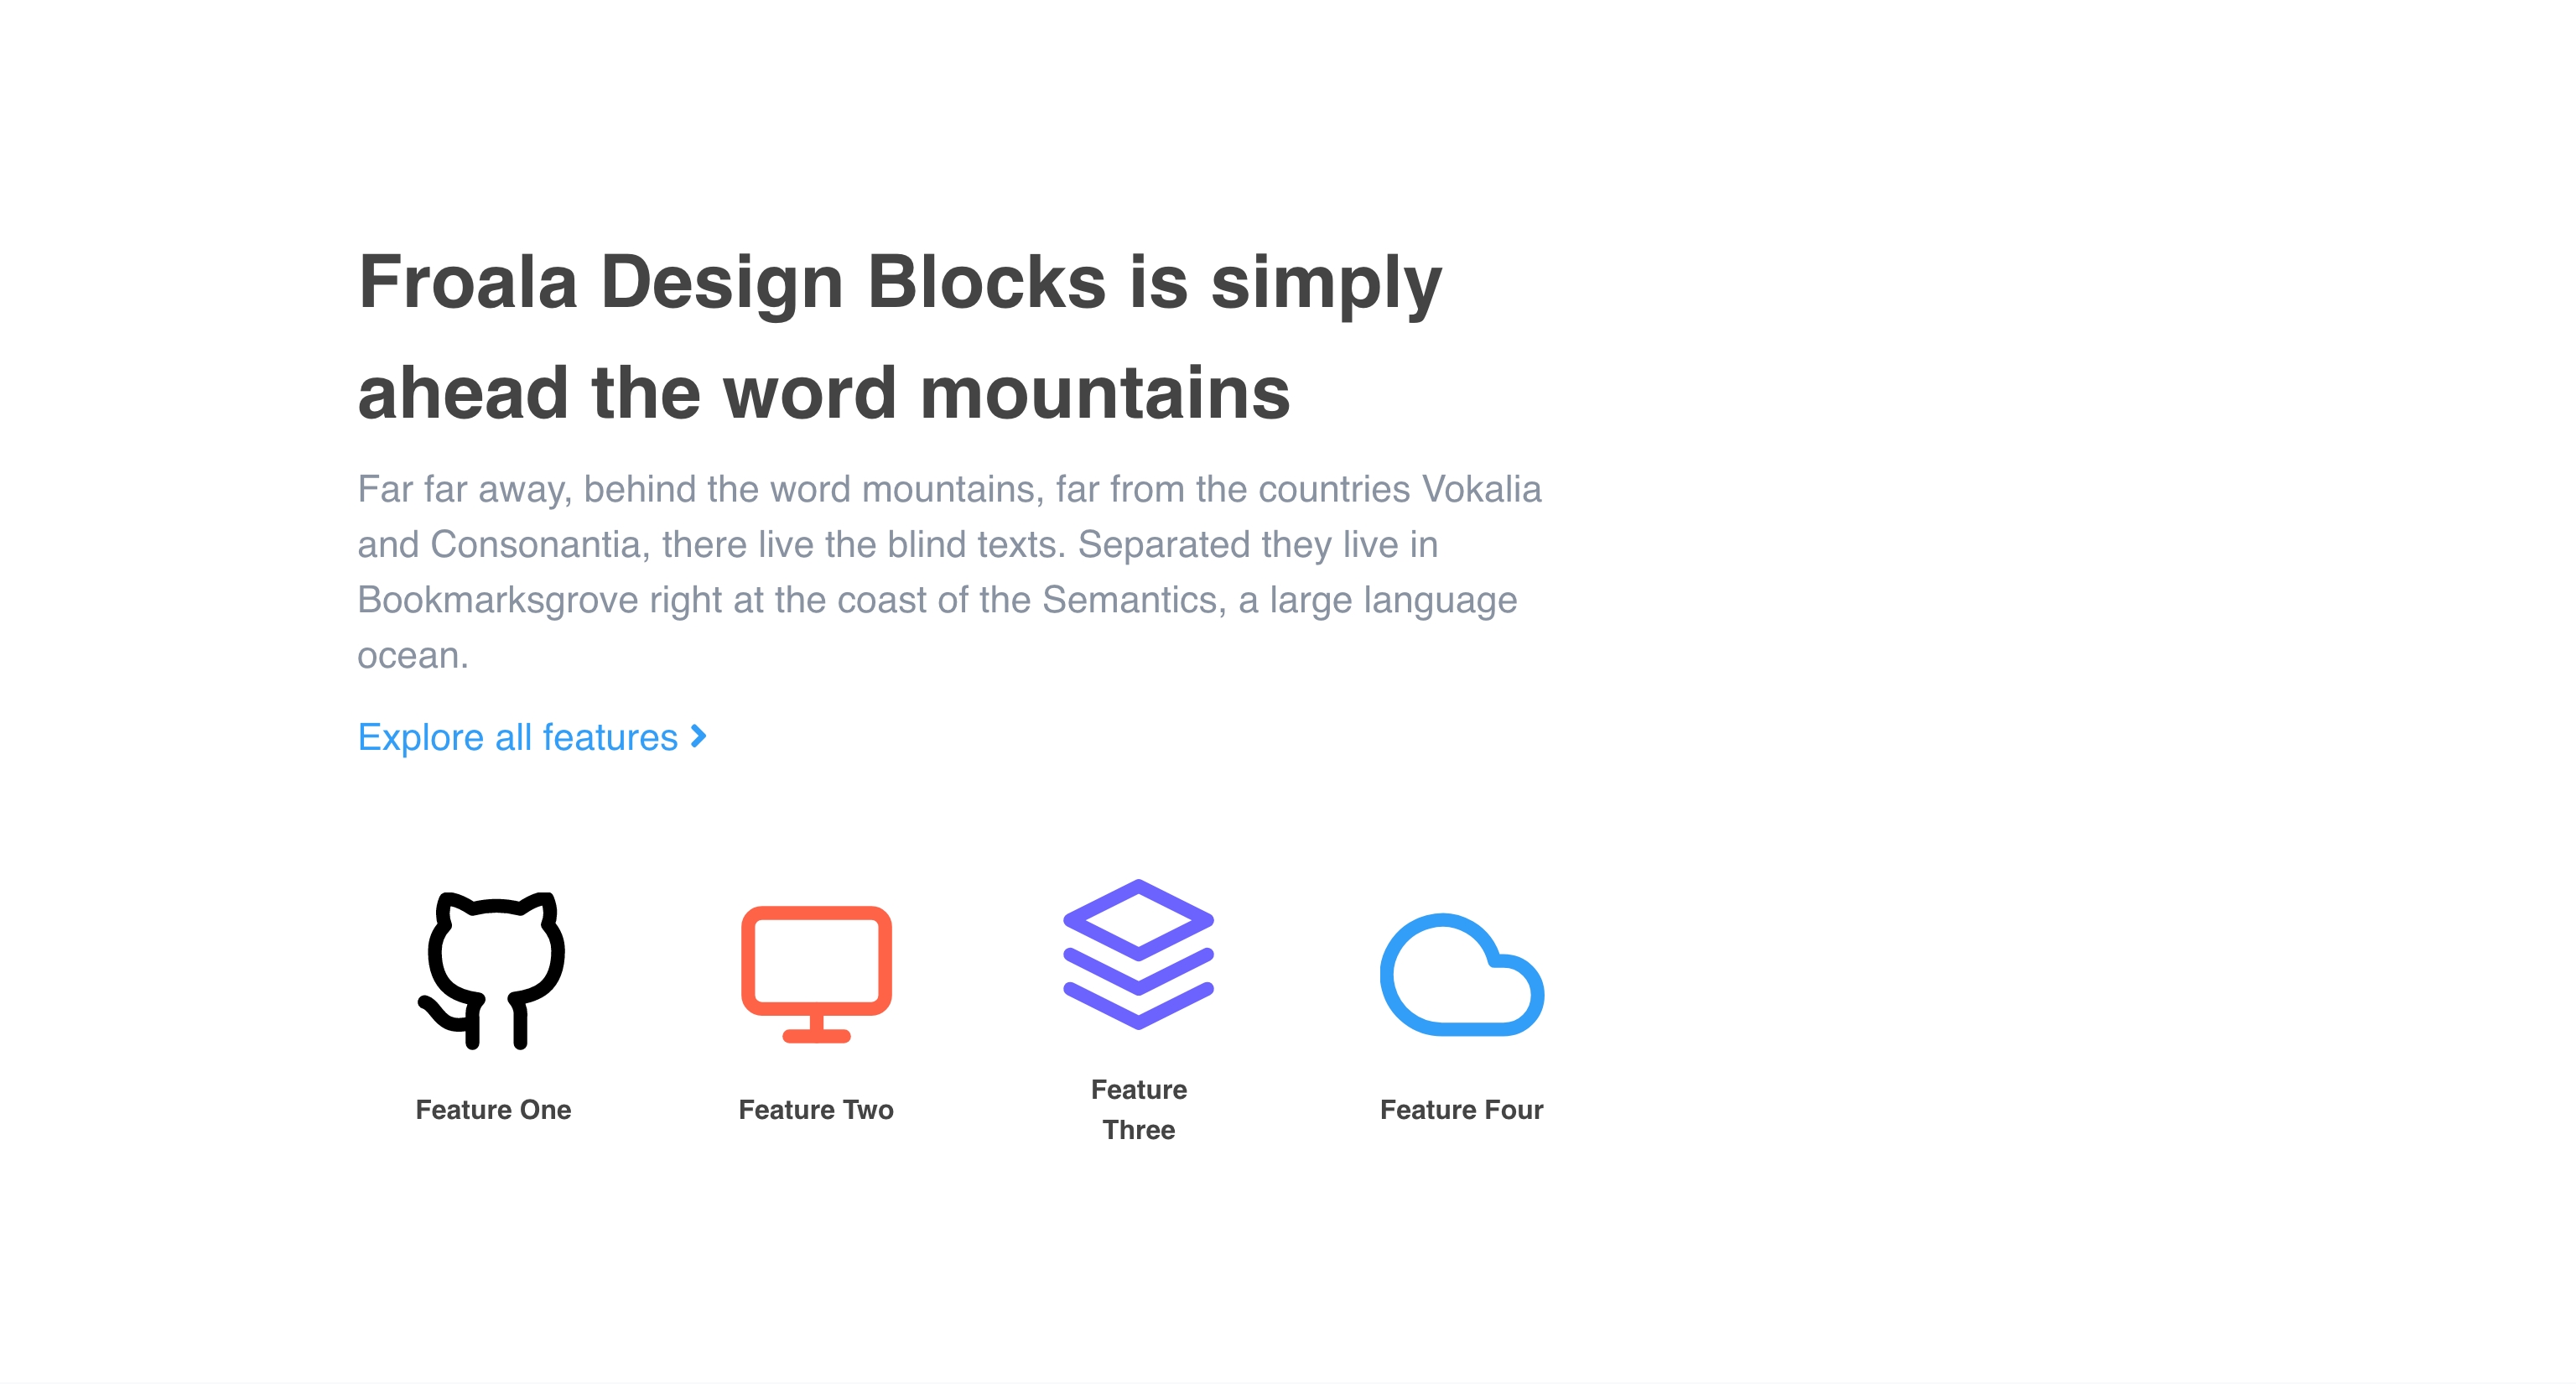 Froala Design Blocks is simply
ahead the word mountains
Far far away, behind the word mountains, far from the countries Vokalia
and Consonantia, there live the blind texts. Separated they live in
Bookmarksgrove right at the coast of the Semantics, a large language
ocean.
Explore all features
Feature One
Feature Two
Feature
Three
Feature Four